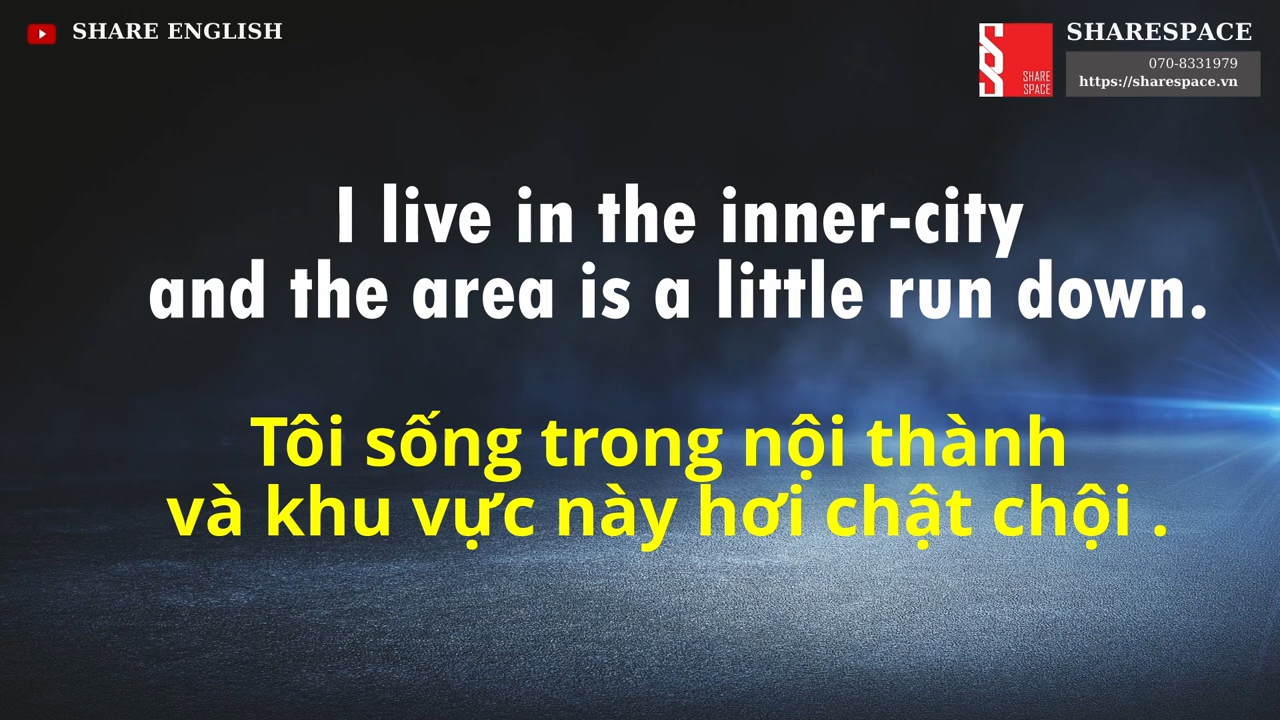 SHARE ENGLISH
SHARESPACE
070-8331979
https://sharespace.vn
SHARE
SPACE
I live in the inner-city
and the area is a little run down.
Tôi sống trong nội thành
và khu vực này hơi chật chội .